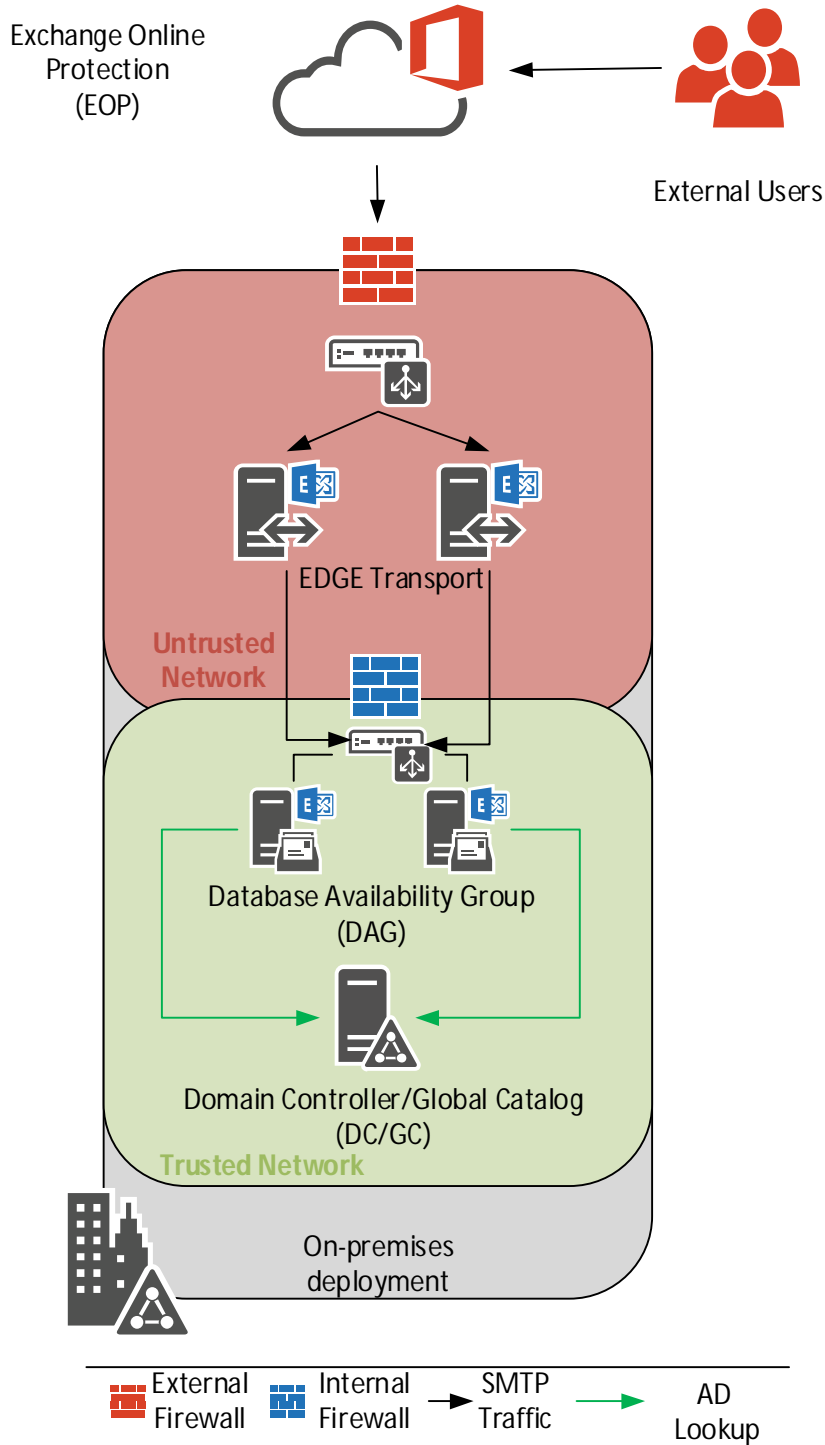 Exchange Online
Protection
(EOP)
External Users
E
E
EDGE Transport
Untrusted
Network
E
E
Database Availability Group
(DAG)
Domain Controller/Global Catalog
(DC/GC)
Trusted Network
On-premises
deployment
External
Firewall
Internal
Firewall
SMTP
Traffic
AD
Lookup